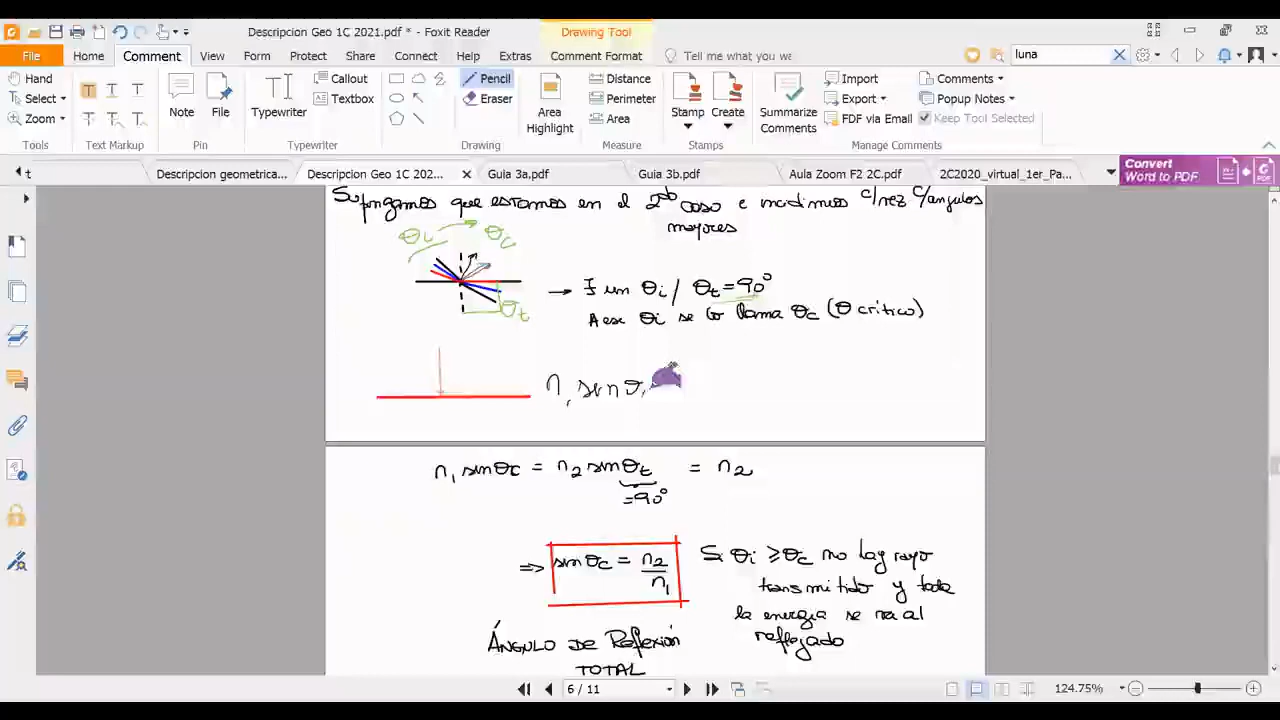 Descripcion Geo 1C 2021.pdf * - Foxit Reader
Drawing Tool
File Home Comment View Form Protect Share Connect Help Extras Comment Format Tell me what you wa luna
Hand
Select
Zoom
Tools
Text Markup
Note
File
Pin
Typewriter
Callout
Textbox
Typewriter
Pencil
Eraser
Drawing
Area Highlight
Distance
Perimeter
Area
Measure
Stamp
Create
Stamps
Summarize Comments
Import
Export
FDF via Email
Comments
Popup Notes
Keep Tool Selected
Manage Comments
t Descripcion geometrica... Descripcion Geo 1C 202... Guia 3a.pdf Guia 3b.pdf Aula Zoom F2 2C.pdf 2C2020_virtual_1er_Pa...
Convert Word to PDF
Supongamos que estamos en el 2do caso e incidimos c/vez c/angulos
mayores
θi → θc
θt
→ ∃ un θi / θt = 90°
A ese θi se lo llama θc (θ crítico)
n1 sen θ
n1 sin θc = n2 sin θt = n2
=90°
⇒ sin θc = n2/n1
Si θi ≥ θc no hay rayo
transmitido y toda
la energia se va al
reflejado
ÁNGULO DE Reflexión
TOTAL
6 / 11
124.75%